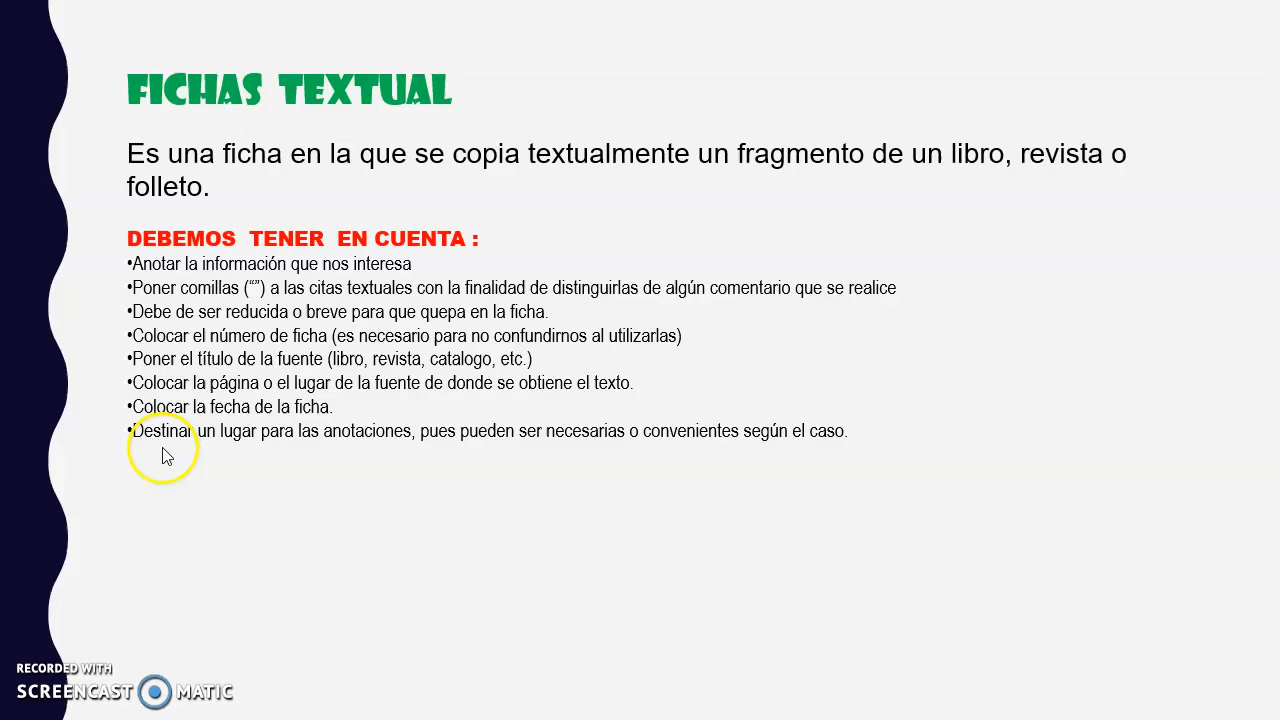 FICHAS TEXTUAL
Es una ficha en la que se copia textualmente un fragmento de un libro, revista o
folleto.
DEBEMOS TENER EN CUENTA :
•Anotar la información que nos interesa
•Poner comillas (“”) a las citas textuales con la finalidad de distinguirlas de algún comentario que se realice
•Debe de ser reducida o breve para que quepa en la ficha.
•Colocar el número de ficha (es necesario para no confundirnos al utilizarlas)
•Poner el título de la fuente (libro, revista, catalogo, etc.)
•Colocar la página o el lugar de la fuente de donde se obtiene el texto.
•Colocar la fecha de la ficha.
•Destinar un lugar para las anotaciones, pues pueden ser necesarias o convenientes según el caso.
RECORDED WITH
SCREENCAST MATIC